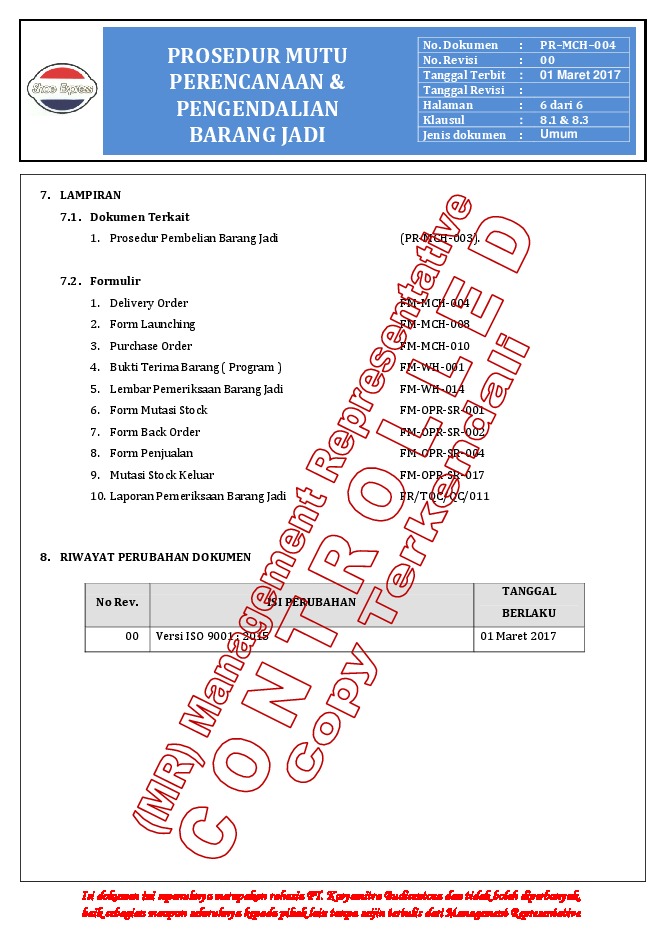 Shoe Express
PROSEDUR MUTU
PERENCANAAN &
PENGENDALIAN
BARANG JADI
No. Dokumen : PR–MCH–004
No. Revisi : 00
Tanggal Terbit : 01 Maret 2017
Tanggal Revisi :
Halaman : 6 dari 6
Klausul : 8.1 & 8.3
Jenis dokumen : Umum
7. LAMPIRAN
7.1. Dokumen Terkait
1. Prosedur Pembelian Barang Jadi (PR-MCH-003).
7.2. Formulir
1. Delivery Order FM-MCH-004
2. Form Launching FM-MCH-008
3. Purchase Order FM-MCH-010
4. Bukti Terima Barang ( Program ) FM-WH-001
5. Lembar Pemeriksaan Barang Jadi FM-WH-014
6. Form Mutasi Stock FM-OPR-SR-001
7. Form Back Order FM-OPR-SR-002
8. Form Penjualan FM-OPR-SR-004
9. Mutasi Stock Keluar FM-OPR-SR-017
10. Laporan Pemeriksaan Barang Jadi FR/TQC/QC/011
8. RIWAYAT PERUBAHAN DOKUMEN
No Rev. ISI PERUBAHAN TANGGAL BERLAKU
00 Versi ISO 9001 : 2015 01 Maret 2017
(MR) Management Representative
CONTROLLED
Copy Terkendali
Isi dokumen ini sepenuhnya merupakan rahasia PT. Karyamitra Budisentosa dan tidak boleh diperbanyak,
baik sebagian maupun seluruhnya kepada pihak lain tanpa seijin tertulis dari Management Representative